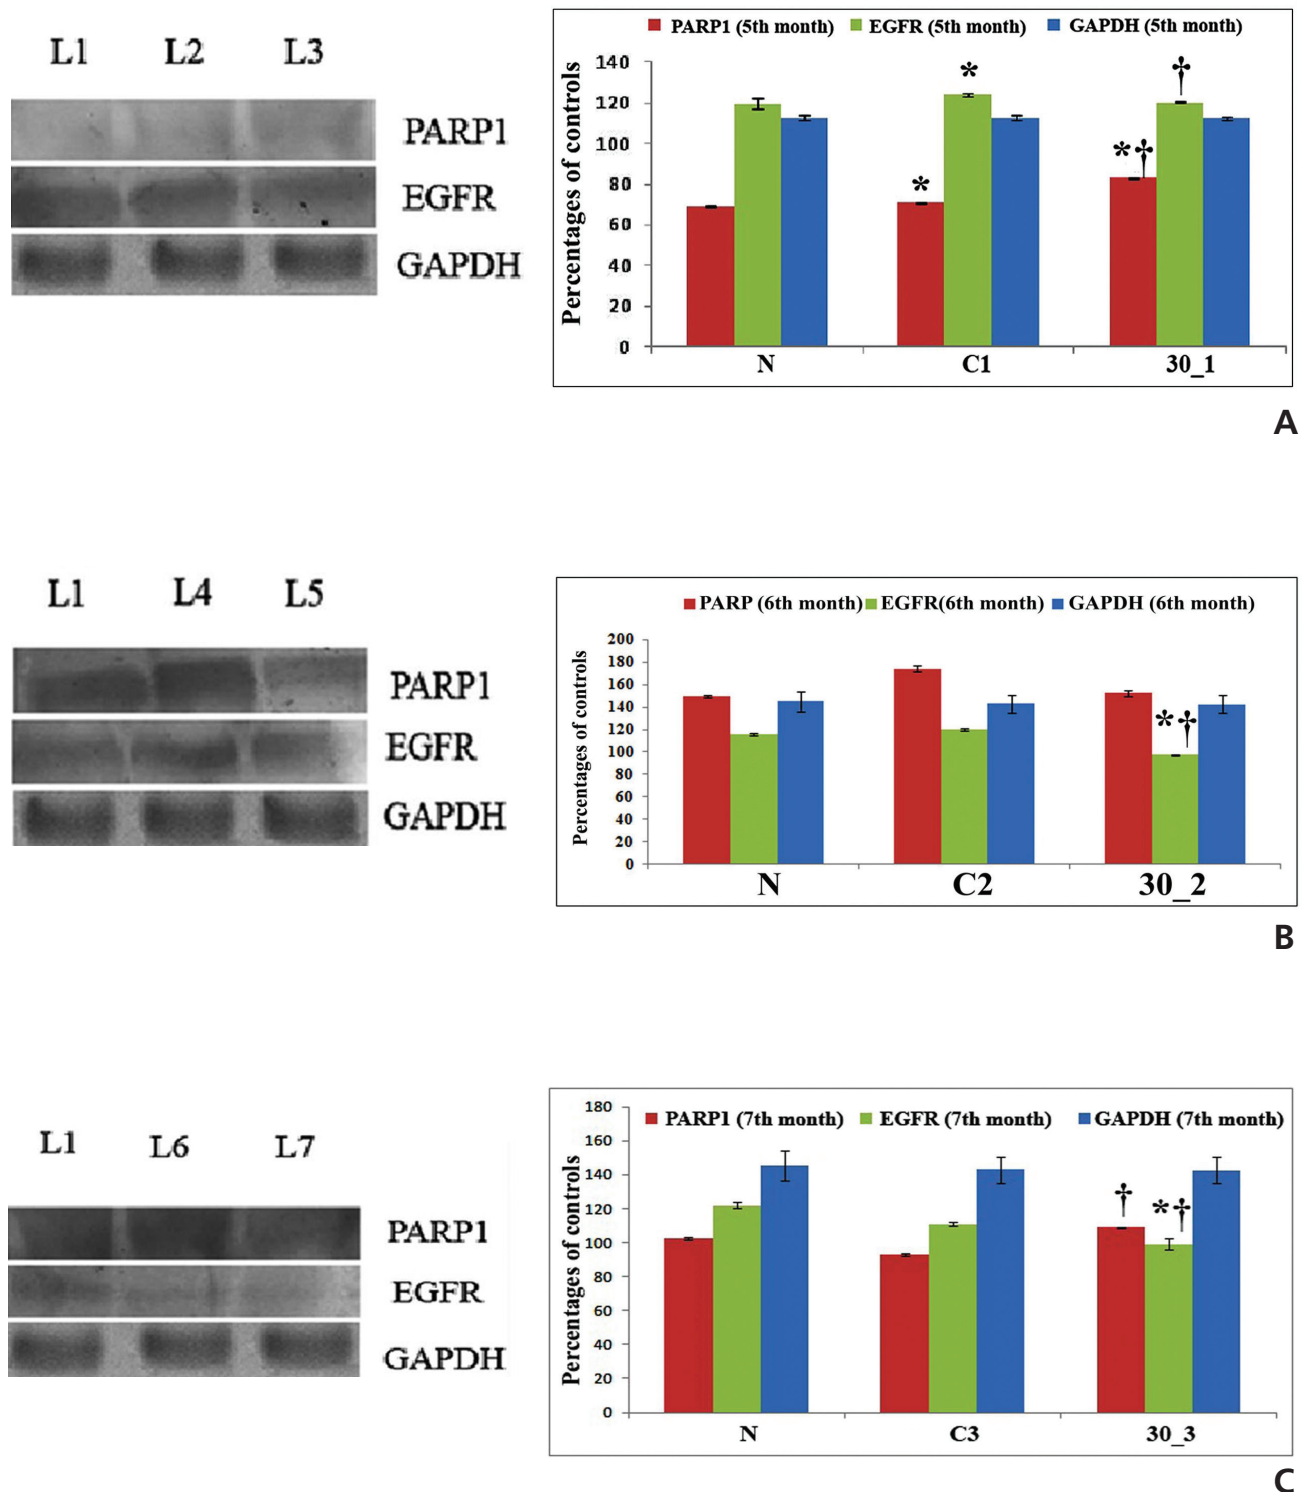 L1 L2 L3
PARP1
EGFR
GAPDH
PARP1 (5th month) EGFR (5th month) GAPDH (5th month)
Percentages of controls
140
120
100
80
60
40
20
0
*
†
*
*†
N C1 30_1
A
L1 L4 L5
PARP1
EGFR
GAPDH
PARP (6th month) EGFR(6th month) GAPDH (6th month)
Percentages of controls
200
180
160
140
120
100
80
60
40
20
0
*†
N C2 30_2
B
L1 L6 L7
PARP1
EGFR
GAPDH
PARP1 (7th month) EGFR (7th month) GAPDH (7th month)
Percentages of controls
180
160
140
120
100
80
60
40
20
0
†
*†
N C3 30_3
C